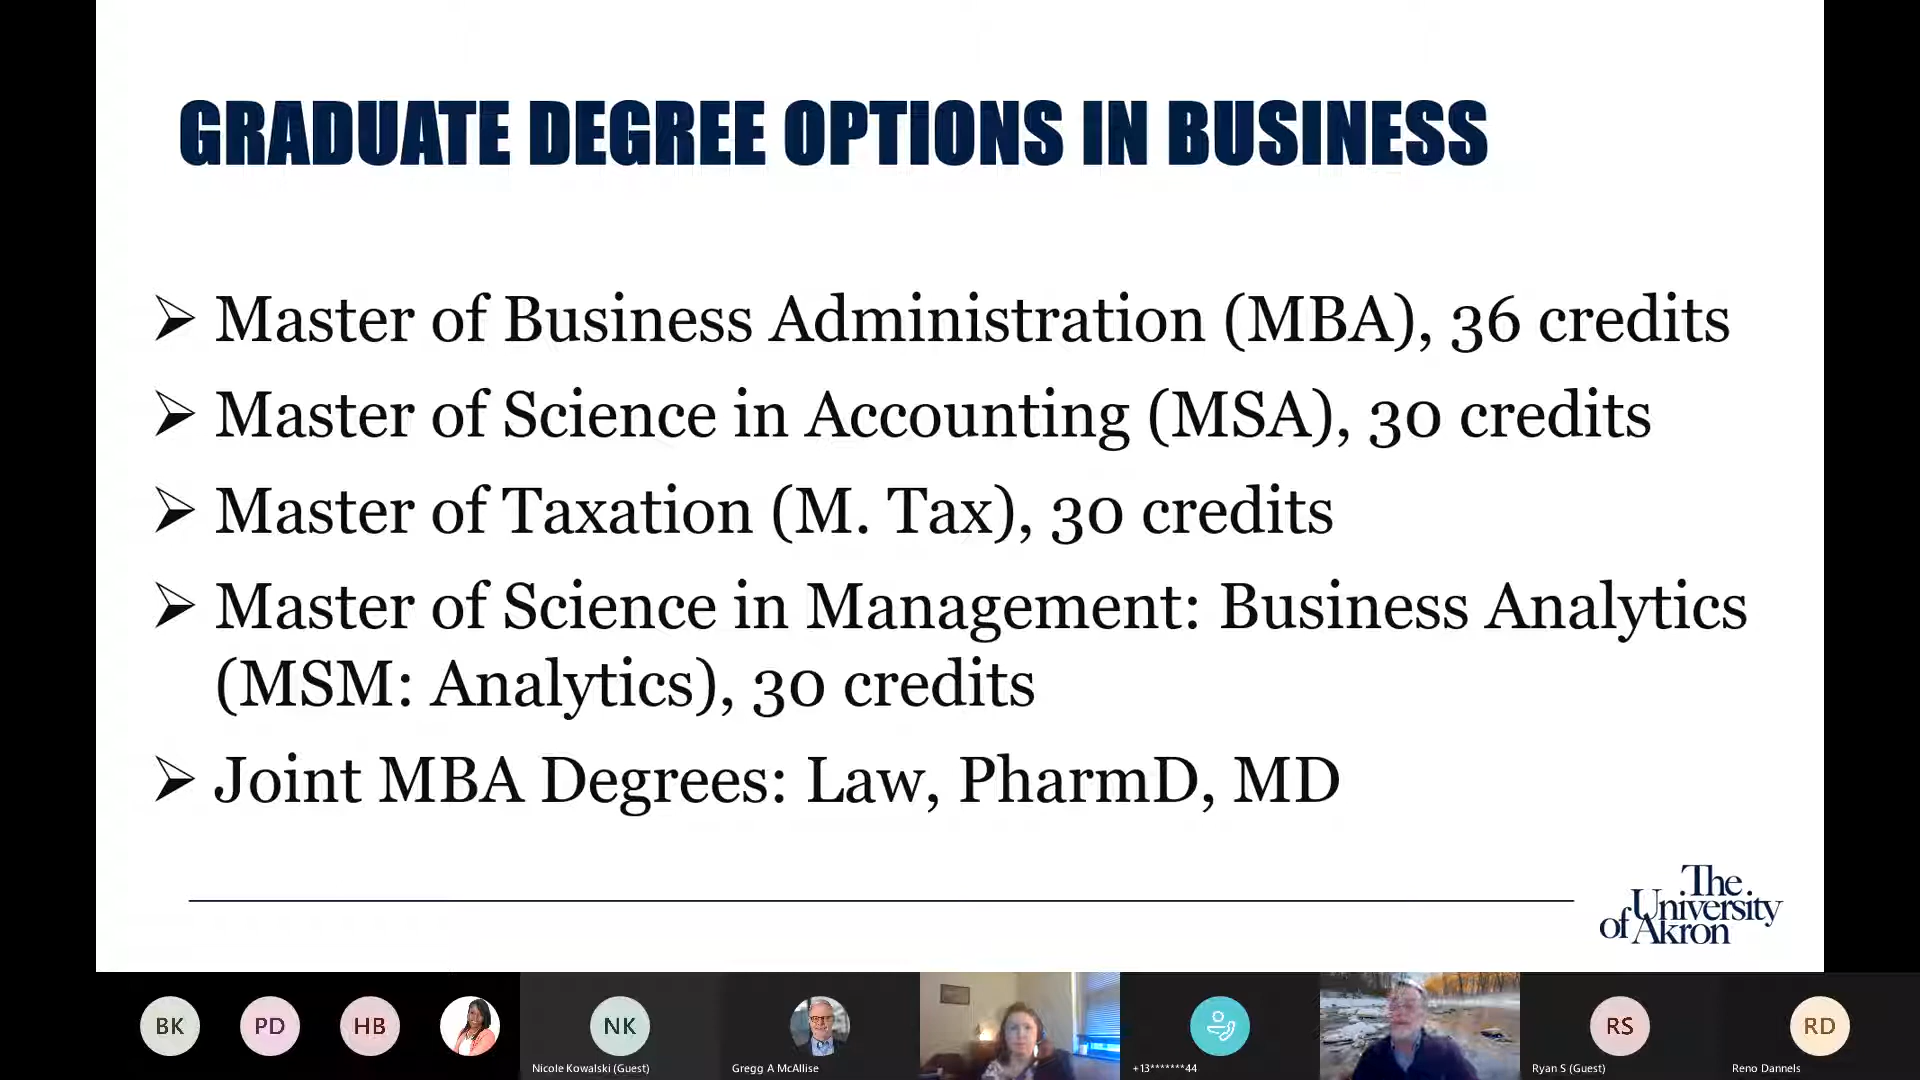 GRADUATE DEGREE OPTIONS IN BUSINESS
➢ Master of Business Administration (MBA), 36 credits
➢ Master of Science in Accounting (MSA), 30 credits
➢ Master of Taxation (M. Tax), 30 credits
➢ Master of Science in Management: Business Analytics
(MSM: Analytics), 30 credits
➢ Joint MBA Degrees: Law, PharmD, MD
The
University
of Akron
BK PD HB NK RS RD
Nicole Kowalski (Guest) Gregg A McAllise +13*******44 Ryan S (Guest) Reno Dannels